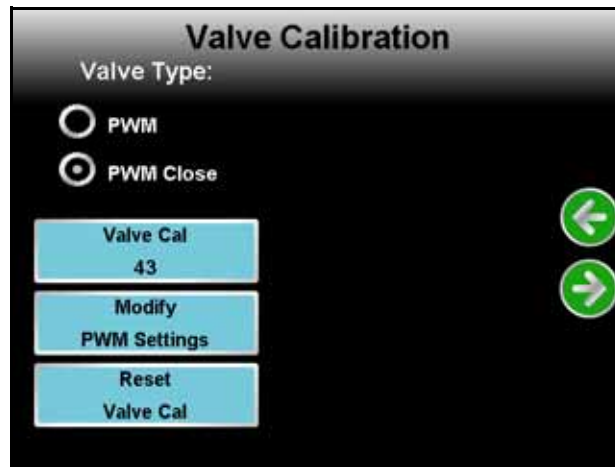 Valve Calibration
Valve Type:
PWM
PWM Close
Valve Cal
43
Modify
PWM Settings
Reset
Valve Cal